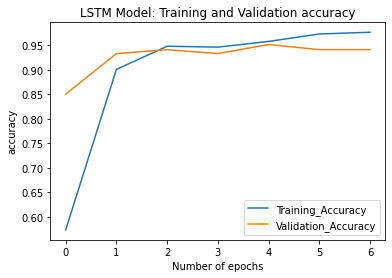 LSTM Model: Training and Validation accuracy
0.95
0.90
0.85
0.80
0.75
0.70
0.65
0.60
accuracy
Training_Accuracy
Validation_Accuracy
0 1 2 3 4 5 6
Number of epochs